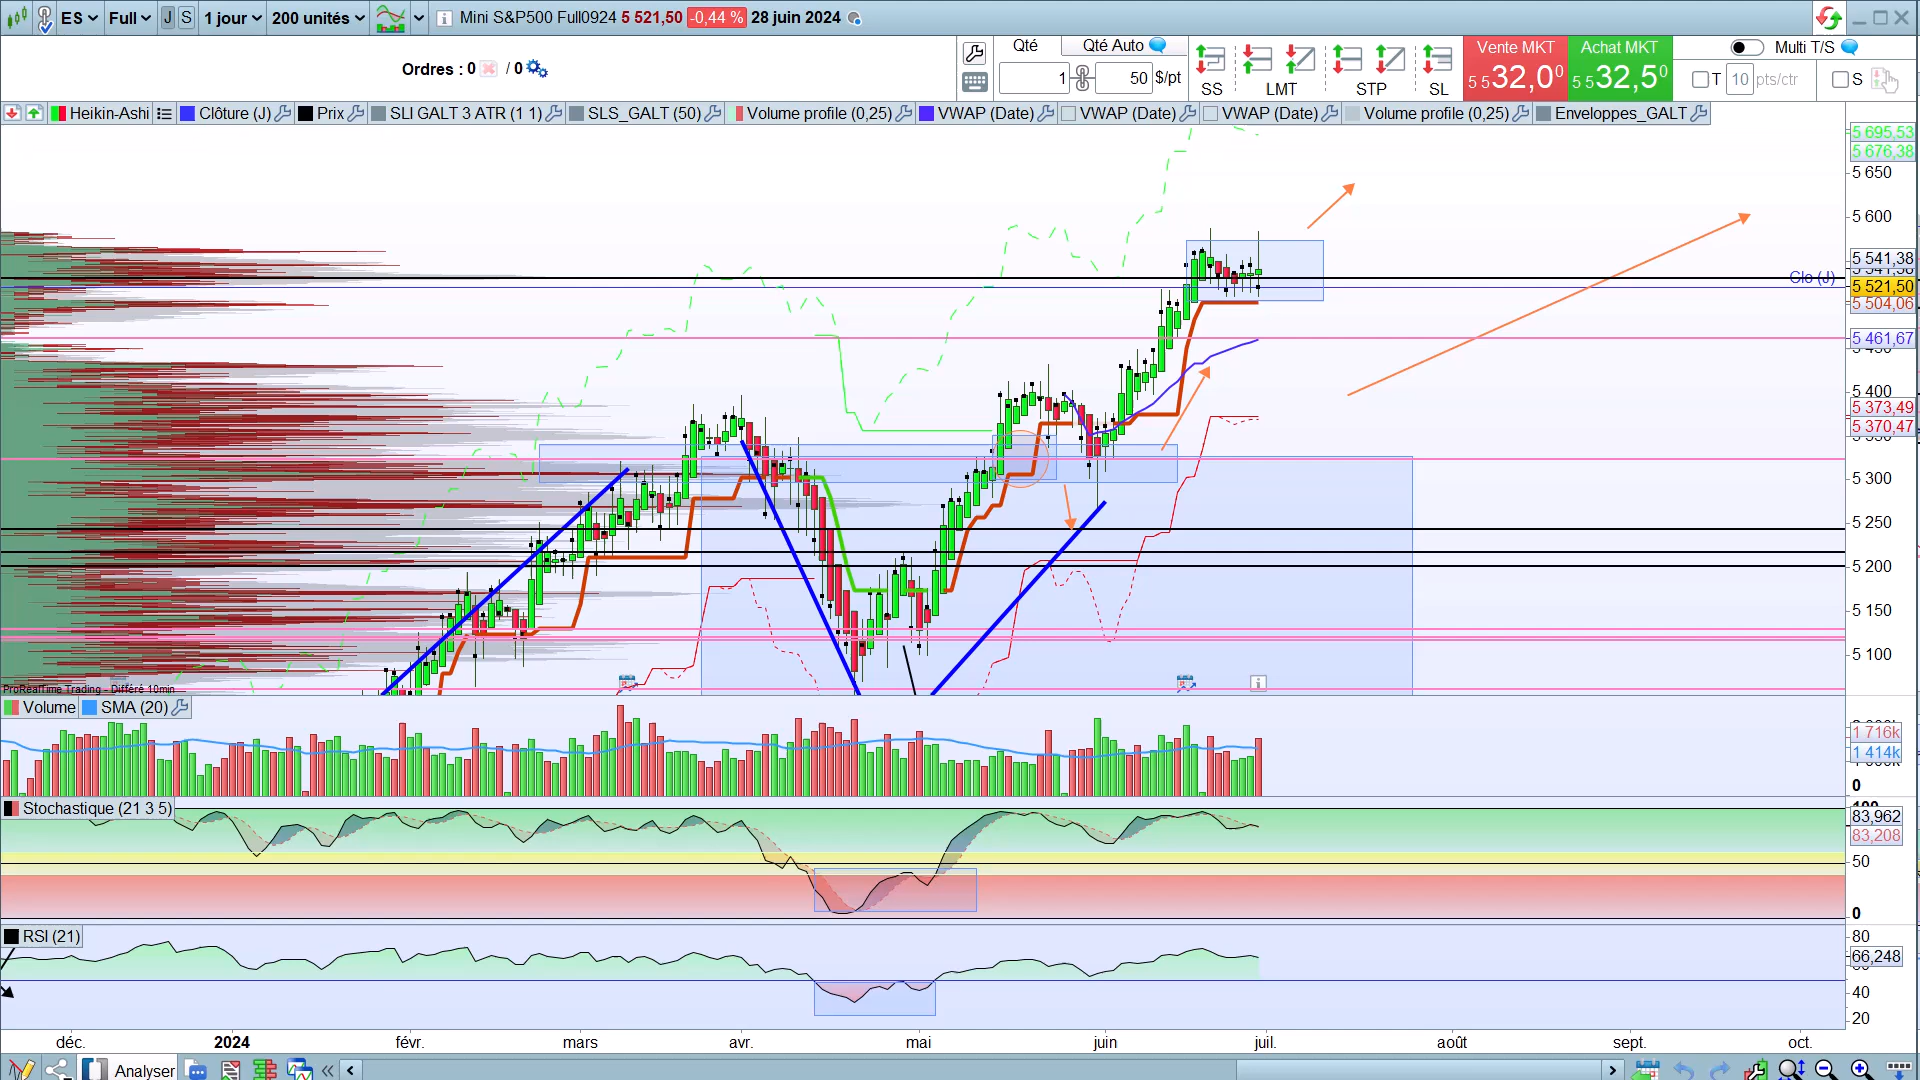 ES Full J S 1 jour 200 unités Mini S&P500 Full0924 5 521,50 -0,44 % 28 juin 2024
Ordres : 0 / 0
Qté Qté Auto
1 50 $/pt
SS LMT STP SL
Vente MKT Achat MKT
5 532,0 0 5 532,5 0
Multi T/S
T 10 pts/ctr S
Heikin-Ashi Clôture (J) Prix SLI GALT 3 ATR (1 1) SLS_GALT (50) Volume profile (0,25) VWAP (Date) VWAP (Date) VWAP (Date) Volume profile (0,25) Enveloppes_GALT
5 695,53
5 676,38
5 650
5 600
5 541,38
Clo (J)
5 521,50
5 504,06
5 461,67
5 400
5 373,49
5 370,47
5 300
5 250
5 200
5 150
5 100
ProRealTime Trading - Différé 10min
Volume SMA (20)
1 716k
1 414k
0
Stochastique (21 3 5)
100
83,962
83,208
50
0
RSI (21)
80
66,248
40
20
déc. 2024 févr. mars avr. mai juin juil. août sept. oct.
Analyser